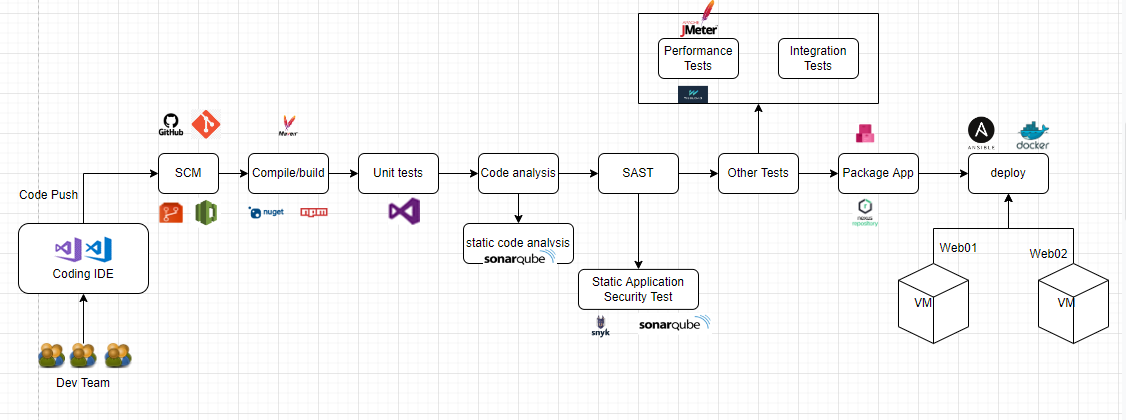 APACHE
JMeter
Performance
Tests
Integration
Tests
GitHub
git
Maven
ANSIBLE
docker
SCM
Compile/build
Unit tests
Code analysis
SAST
Other Tests
Package App
deploy
Code Push
nuget
npm
nexus
repository
static code analysis
sonarqube
Coding IDE
Static Application
Security Test
snyk
sonarqube
Web01
Web02
VM
VM
Dev Team